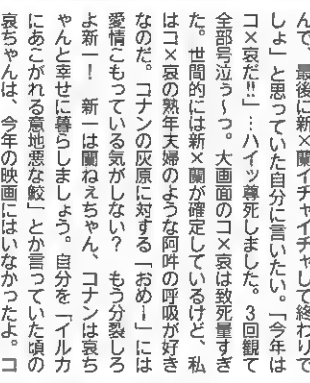 んで、最後に新×蘭イチャイチャして終わりで
しょ」と思っていた自分に言いたい。「今年は
コ×哀だ!!」…ハイッ尊死しました。3回観て
全部号泣ぅ～っ。大画面のコ×哀は致死量すぎ
た。世間的には新×蘭が確定しているけど、私
はコ×哀の熟年夫婦のような阿吽の呼吸が好き
なのだ。コナンの灰原に対する「おめー」には
愛情こもっている気がしない？　もう分裂しろ
よ新一！　新一は蘭ねぇちゃん、コナンは哀ち
ゃんと幸せに暮らしましょう。自分を「イルカ
にあこがれる意地悪な鮫」とか言っていた頃の
哀ちゃんは、今年の映画にはいなかったよ。コ